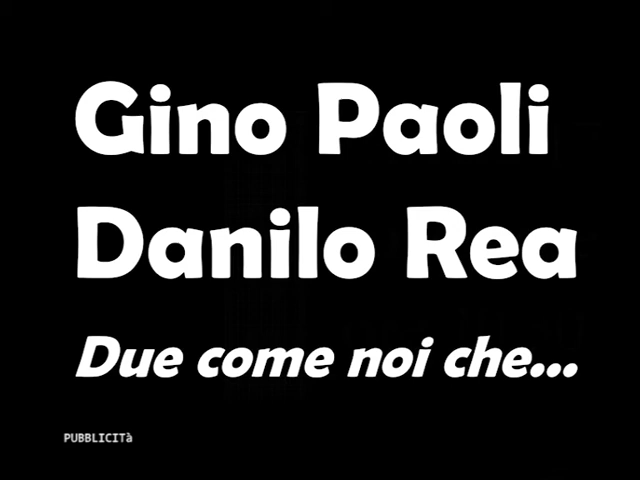 Gino Paoli
Danilo Rea
Due come noi che...
PUBBLICITà